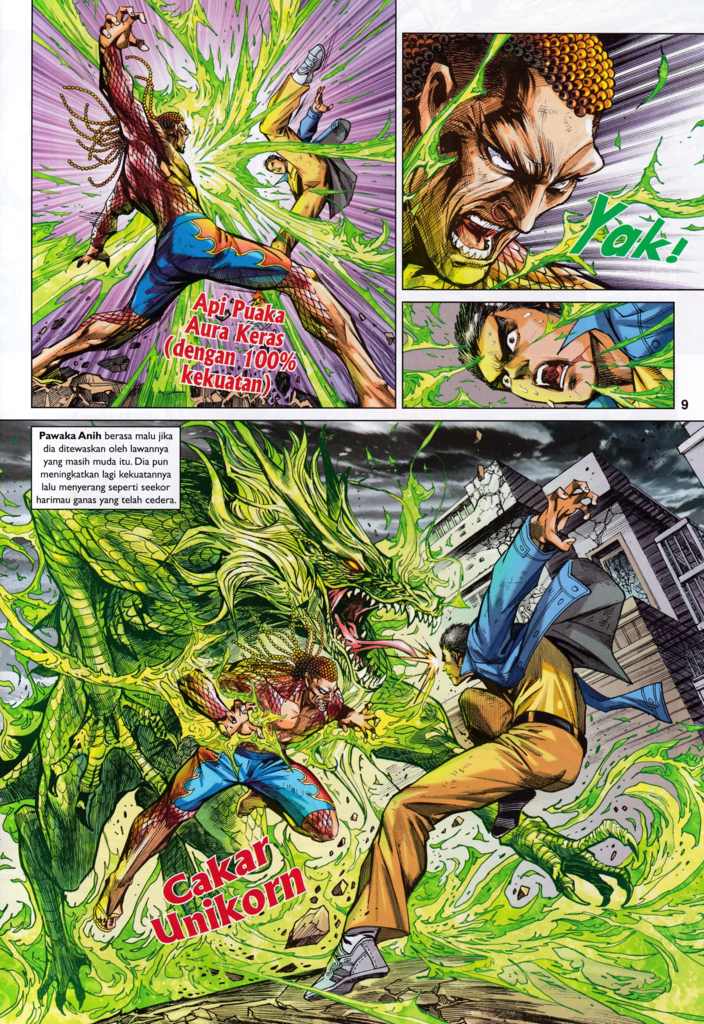 Api Puaka
Aura Keras
(dengan 100%
kekuatan)
Yak!
9
Pawaka Anih berasa malu jika
dia ditewaskan oleh lawannya
yang masih muda itu. Dia pun
meningkatkan lagi kekuatannya
lalu menyerang seperti seekor
harimau ganas yang telah cedera.
Cakar
Unikorn